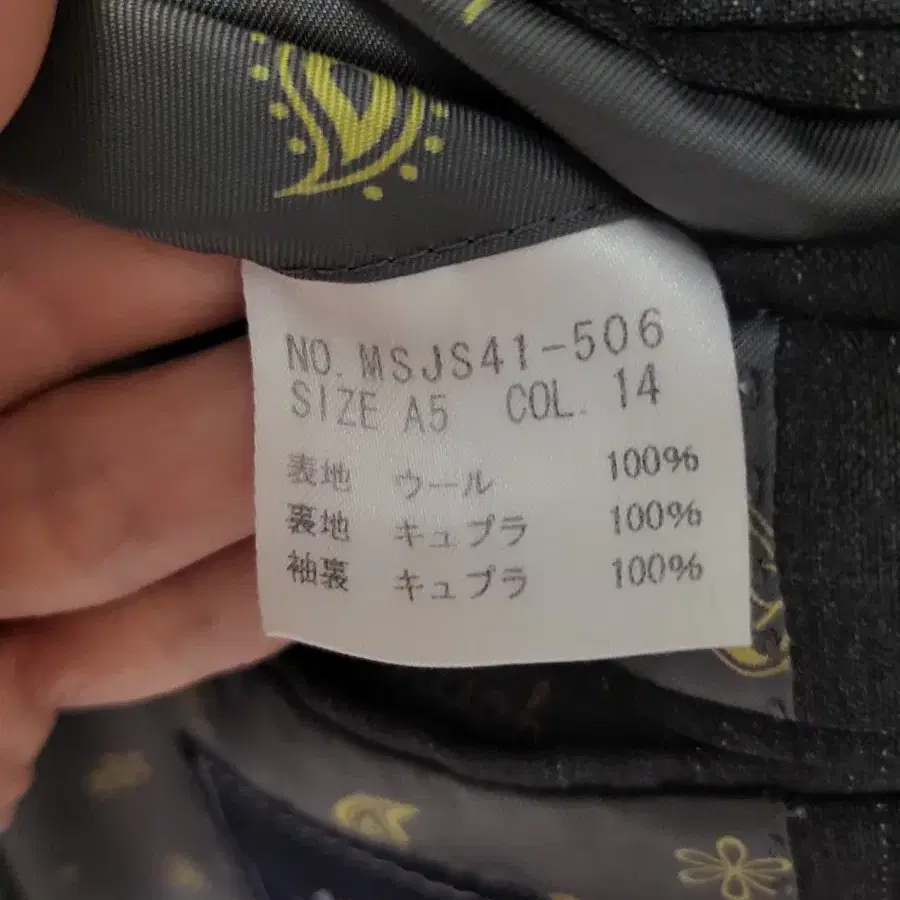 NO. MSJS41-506
SIZE A5 COL. 14
表地 ウール 100%
裏地 キュプラ 100%
袖裏 キュプラ 100%